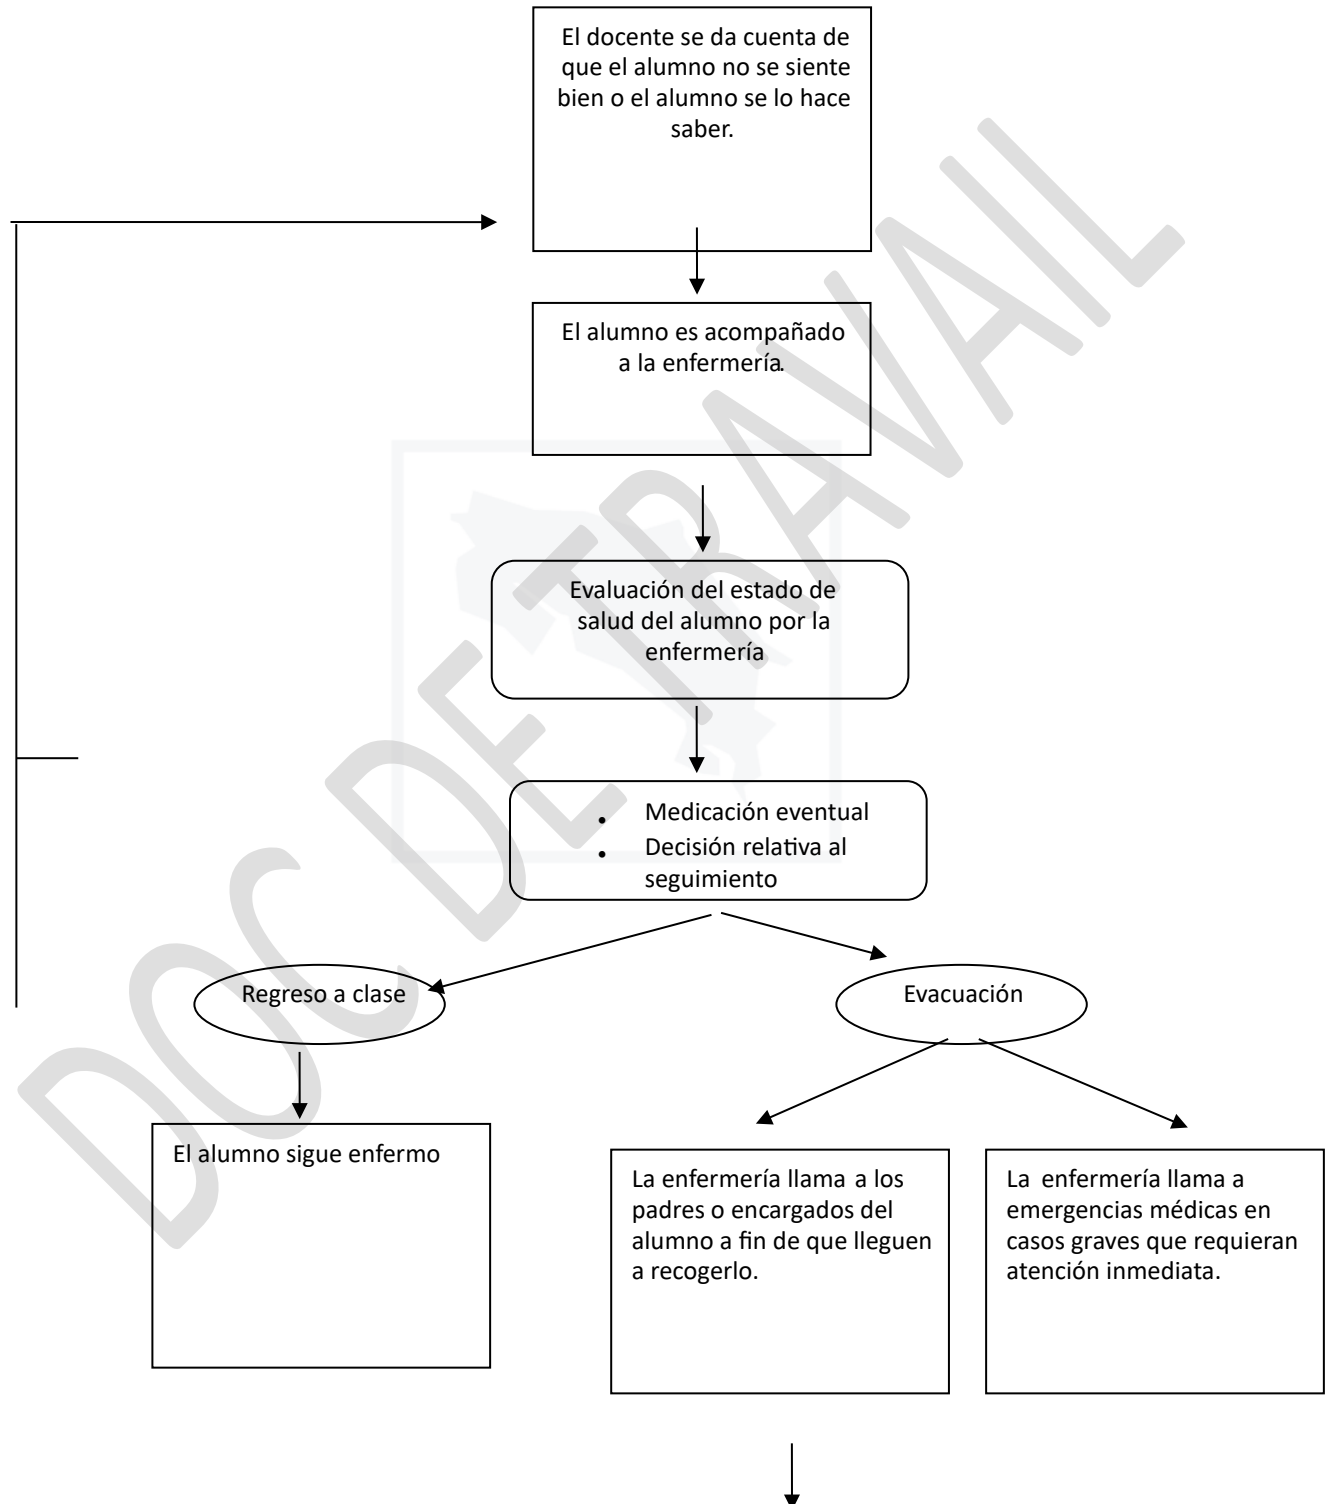 El docente se da cuenta de
que el alumno no se siente
bien o el alumno se lo hace
saber.
El alumno es acompañado
a la enfermería.
Evaluación del estado de
salud del alumno por la
enfermería
• Medicación eventual
• Decisión relativa al
seguimiento
Regreso a clase
Evacuación
El alumno sigue enfermo
La enfermería llama a los
padres o encargados del
alumno a fin de que lleguen
a recogerlo.
La enfermería llama a
emergencias médicas en
casos graves que requieran
atención inmediata.
DOC DE TRAVAIL